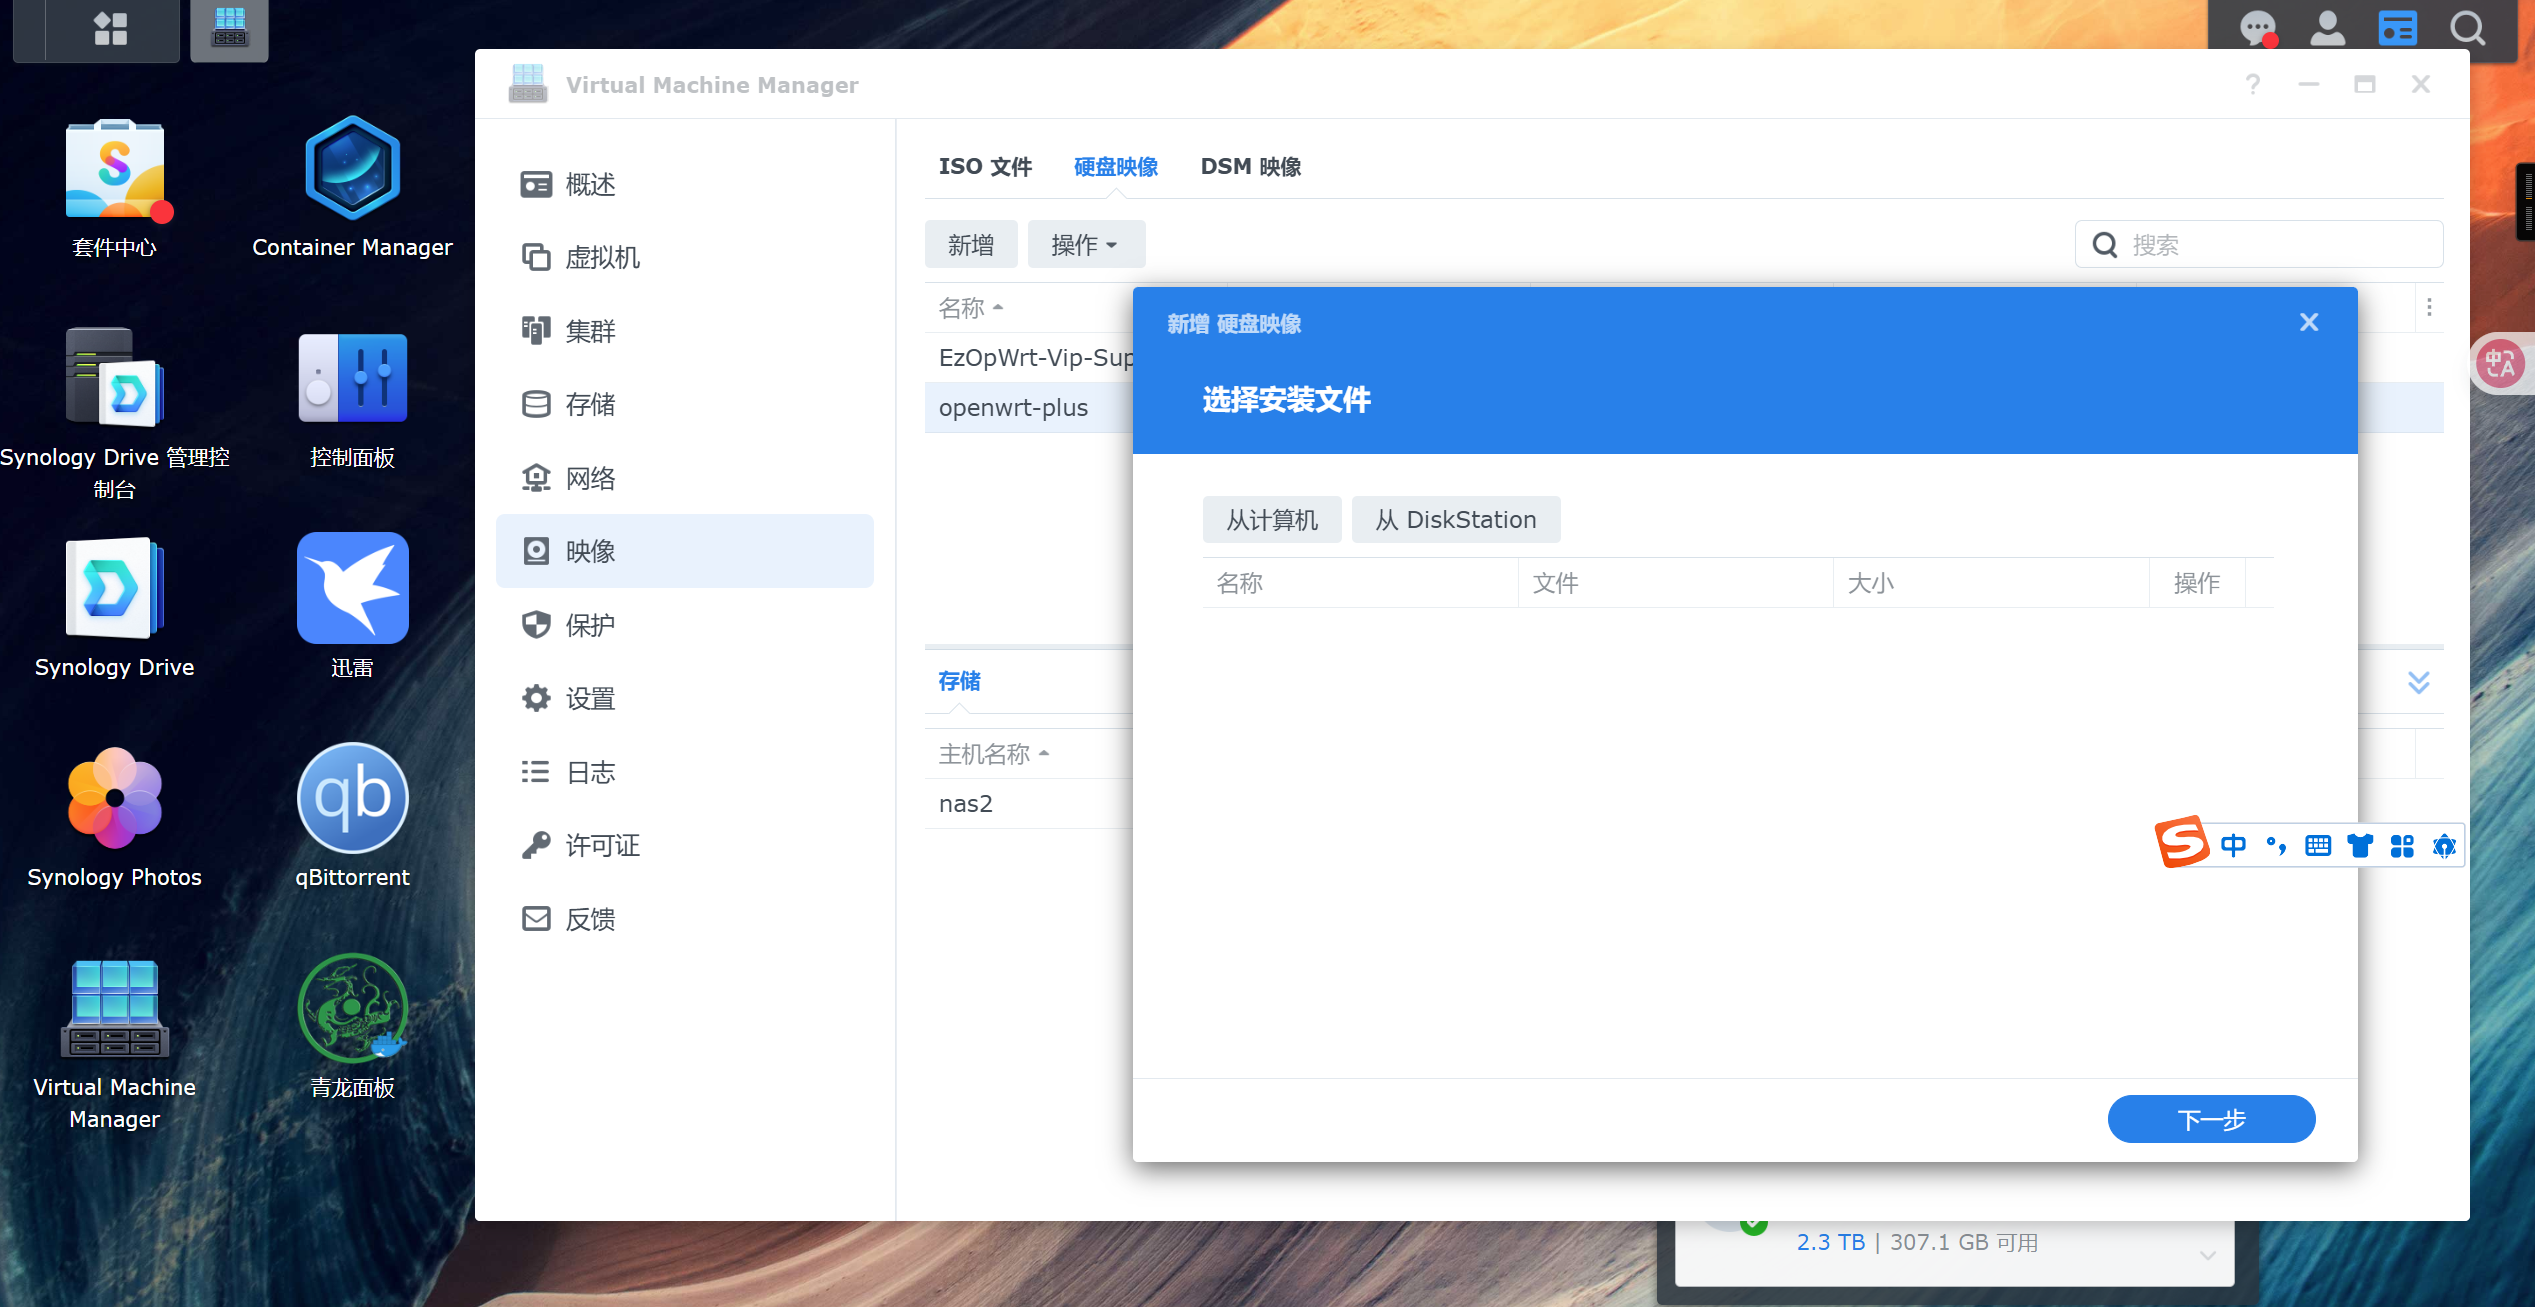 Virtual Machine Manager
套件中心
Container Manager
Synology Drive 管理控
制台
控制面板
Synology Drive
迅雷
Synology Photos
qb
qBittorrent
Virtual Machine
Manager
青龙面板
概述
虚拟机
集群
存储
网络
映像
保护
设置
日志
许可证
反馈
ISO 文件
硬盘映像
DSM 映像
新增
操作
搜索
名称
EzOpWrt-Vip-Sup
openwrt-plus
存储
主机名称
nas2
新增 硬盘映像
选择安装文件
从计算机
从 DiskStation
名称
文件
大小
操作
下一步
中
2.3 TB | 307.1 GB 可用